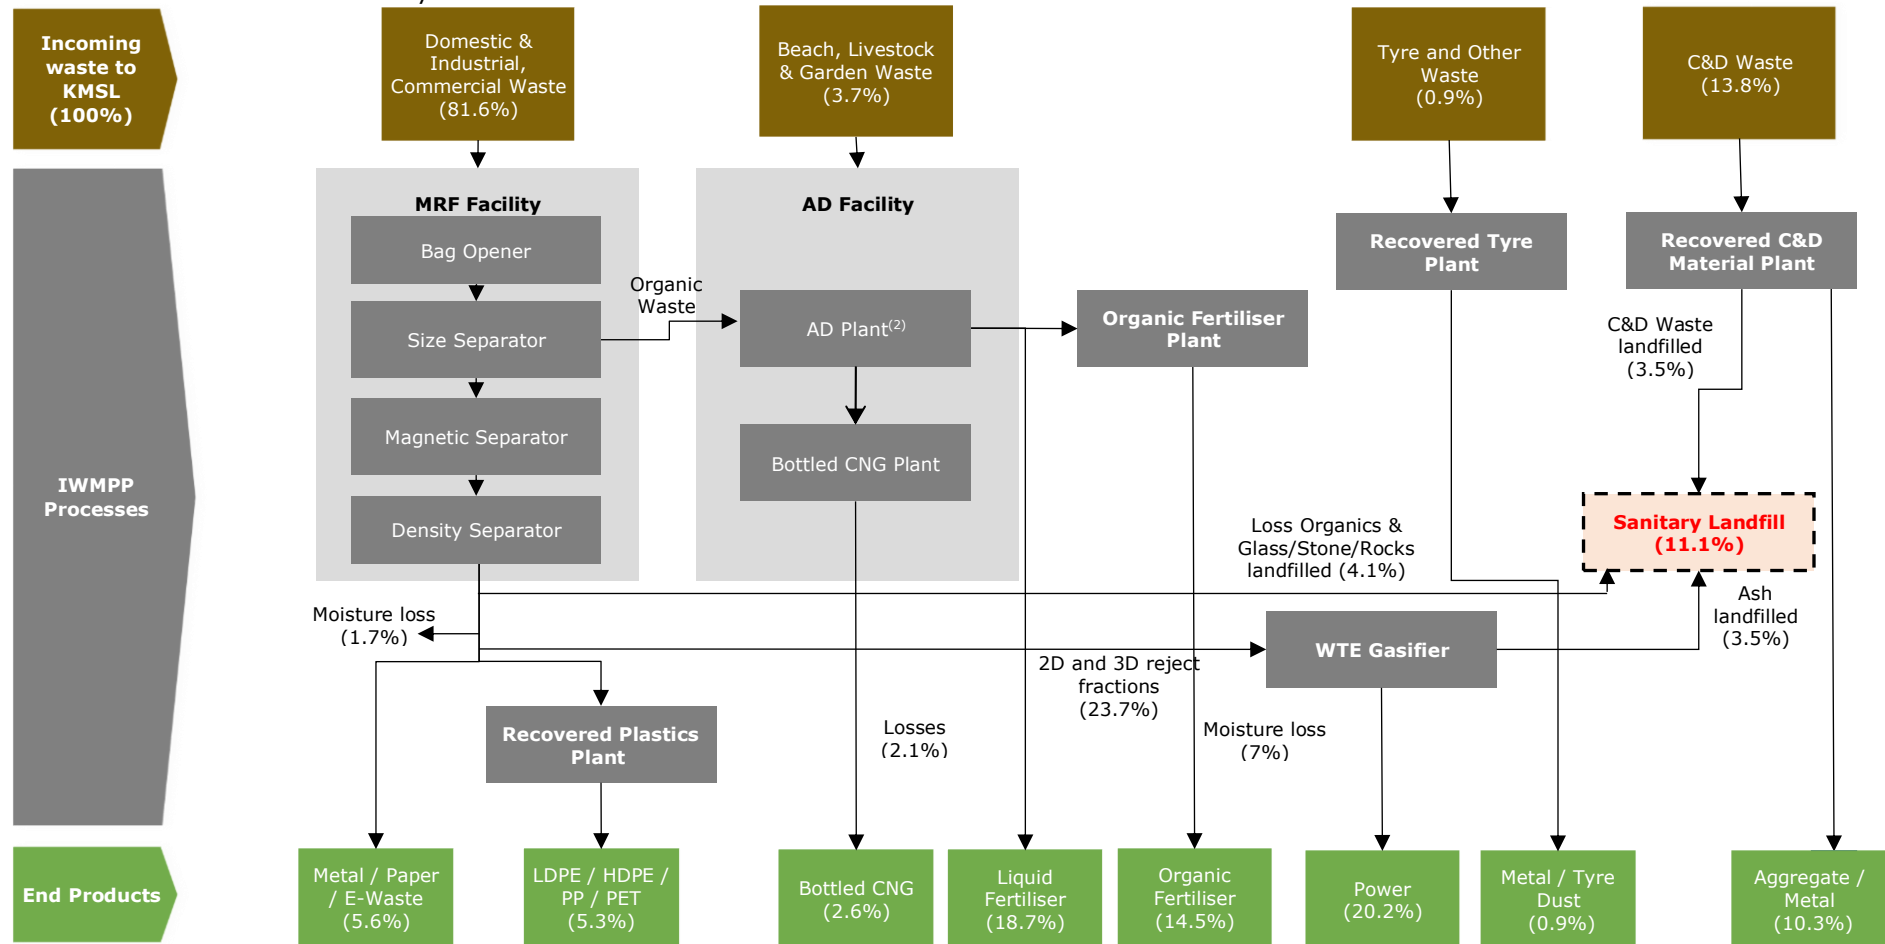 Incoming
waste to
KMSL
(100%)
Domestic &
Industrial,
Commercial Waste
(81.6%)
Beach, Livestock
& Garden Waste
(3.7%)
Tyre and Other
Waste
(0.9%)
C&D Waste
(13.8%)
IWMPP
Processes
MRF Facility
Bag Opener
Size Separator
Magnetic Separator
Density Separator
Organic
Waste
AD Facility
AD Plant(2)
Bottled CNG Plant
Organic Fertiliser
Plant
Recovered Tyre
Plant
Recovered C&D
Material Plant
C&D Waste
landfilled
(3.5%)
Sanitary Landfill
(11.1%)
Loss Organics &
Glass/Stone/Rocks
landfilled (4.1%)
Ash
landfilled
(3.5%)
Moisture loss
(1.7%)
WTE Gasifier
2D and 3D reject
fractions
(23.7%)
Recovered Plastics
Plant
Losses
(2.1%)
Moisture loss
(7%)
End Products
Metal / Paper
/ E-Waste
(5.6%)
LDPE / HDPE /
PP / PET
(5.3%)
Bottled CNG
(2.6%)
Liquid
Fertiliser
(18.7%)
Organic
Fertiliser
(14.5%)
Power
(20.2%)
Metal / Tyre
Dust
(0.9%)
Aggregate /
Metal
(10.3%)